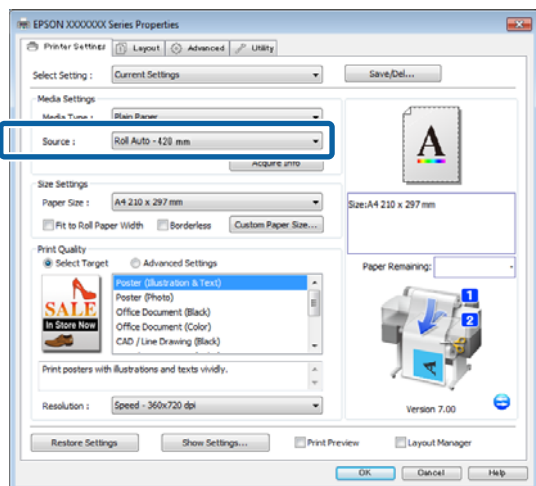 EPSON XXXXXXX Series Properties
Printer Settings Layout Advanced Utility
Select Setting : Current Settings Save/Del...
Media Settings
Media Type : Plain Paper
Source : Roll Auto - 420 mm
Acquire Info
Size Settings
Paper Size : A4 210 x 297 mm
Fit to Roll Paper Width Borderless Custom Paper Size...
Print Quality
Select Target Advanced Settings
SALE
In Store Now
Poster (Illustration & Text)
Poster (Photo)
Office Document (Black)
Office Document (Color)
CAD / Line Drawing (Black)
Print posters with illustrations and texts vividly.
Resolution : Speed - 360x720 dpi
A
Size:A4 210 x 297 mm
Paper Remaining:
1
2
A
Version 7.00
Restore Settings Show Settings... Print Preview Layout Manager
OK Cancel Help